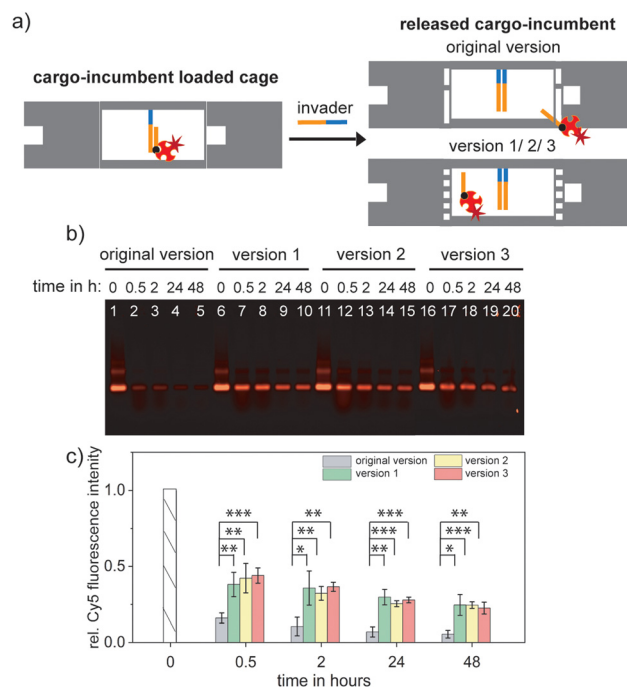 a)
released cargo-incumbent
original version
cargo-incumbent loaded cage
invader
version 1/ 2/ 3
b)
original version version 1 version 2 version 3
time in h: 0 0.5 2 24 48 0 0.5 2 24 48 0 0.5 2 24 48 0 0.5 2 24 48
1 2 3 4 5 6 7 8 9 10 11 12 13 14 15 16 17 18 19 20
c)
original version version 2
version 1 version 3
rel. Cy5 fluorescence intenity
1.0
0.5
0.0
*** ** *** **
** ** *** ***
** * ** *
0 0.5 2 24 48
time in hours